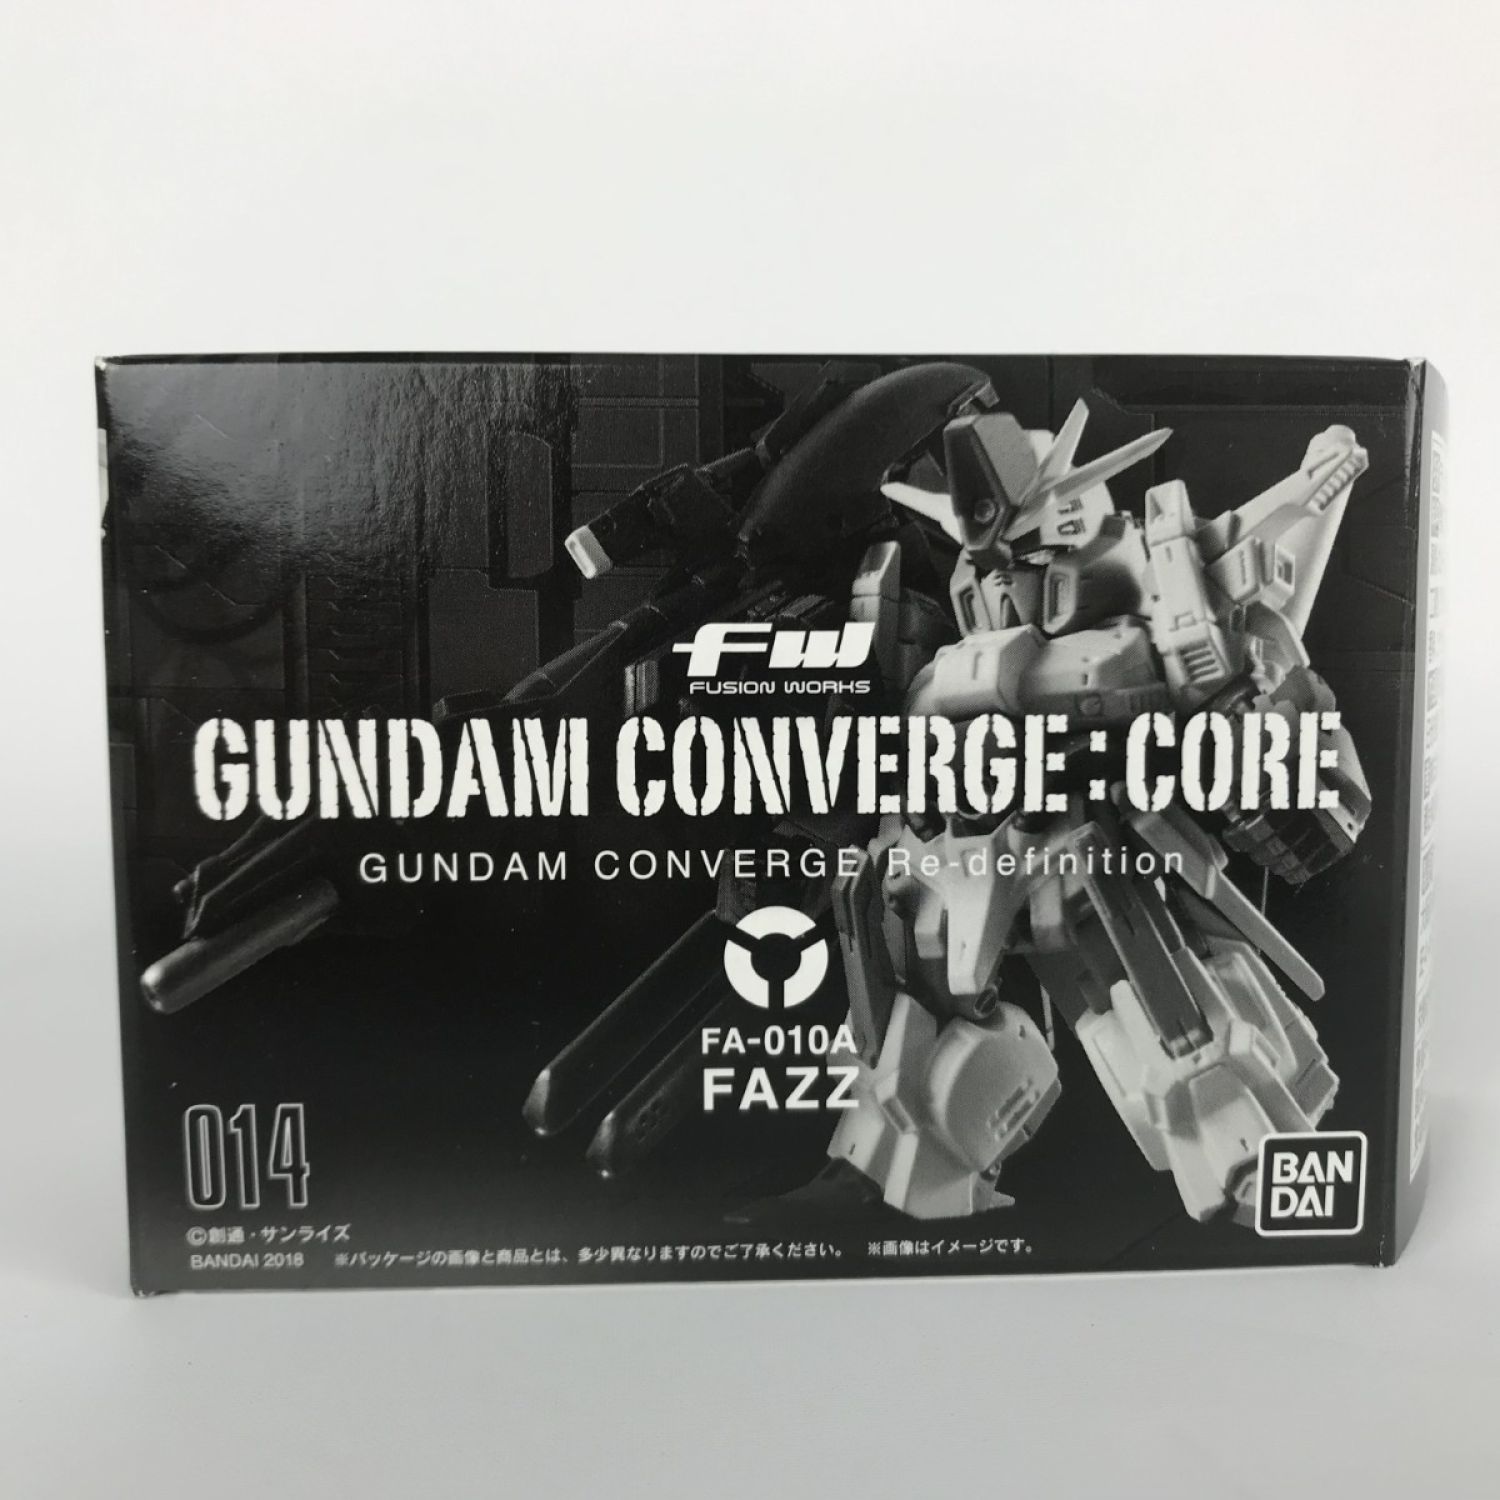 FW
FUSION WORKS
GUNDAM CONVERGE:CORE
GUNDAM CONVERGE Re-definition
FA-010A
FAZZ
014
©創通・サンライズ
BANDAI 2018 ※パッケージの画像と商品とは、多少異なりますのでご了承ください。 ※画像はイメージです。
BAN
DAI